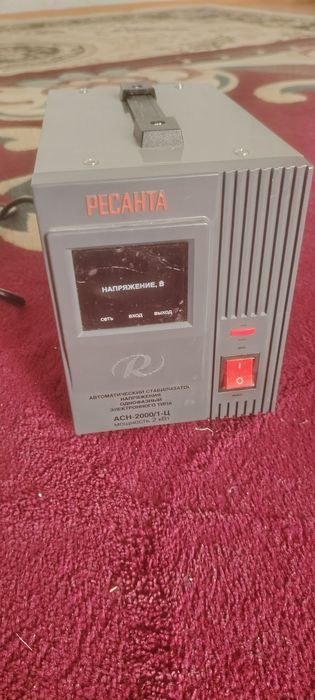 РЕСАНТА
НАПРЯЖЕНИЕ, В
сеть вход выход
R
АВТОМАТИЧЕСКИЙ СТАБИЛИЗАТОР
НАПРЯЖЕНИЯ
ОДНОФАЗНЫЙ
ЭЛЕКТРОННОГО ТИПА
АСН-2000/1-Ц
мощность 2 кВт
I
O